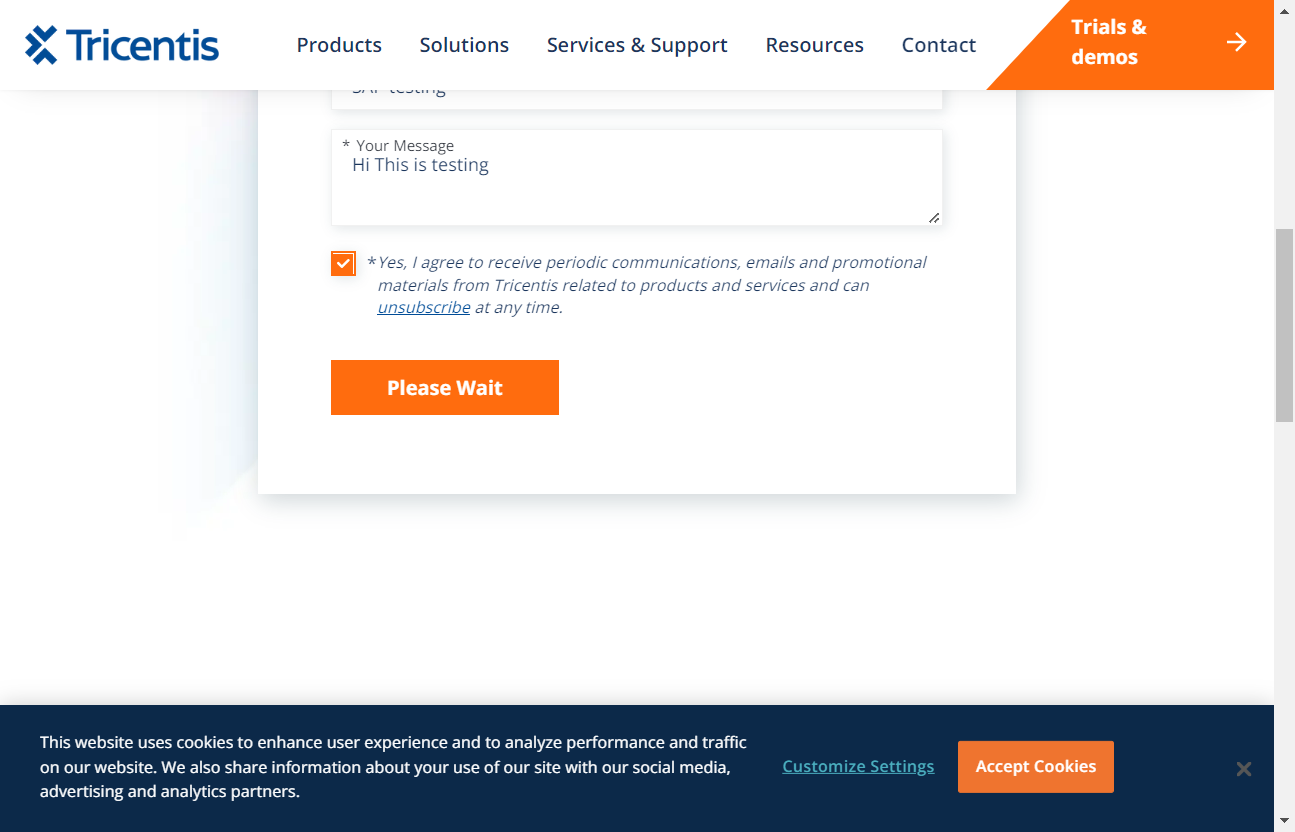 Tricentis
Products
Solutions
Services & Support
Resources
Contact
Trials &
demos
SAP testing
* Your Message
Hi This is testing
*Yes, I agree to receive periodic communications, emails and promotional
materials from Tricentis related to products and services and can
unsubscribe at any time.
Please Wait
This website uses cookies to enhance user experience and to analyze performance and traffic
on our website. We also share information about your use of our site with our social media,
advertising and analytics partners.
Customize Settings
Accept Cookies